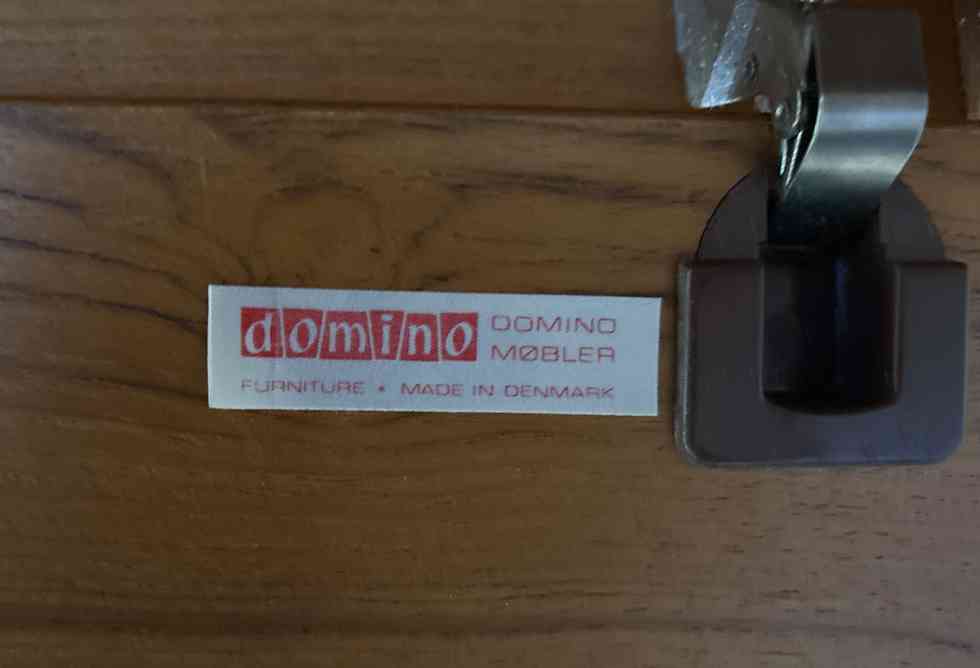 domino DOMINO
MØBLER
FURNITURE • MADE IN DENMARK